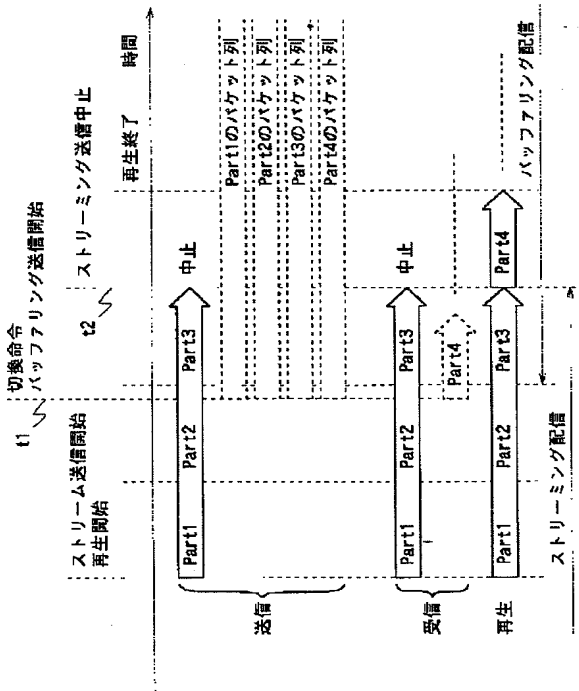 切換命令
バッファリング送信開始
t1
ストリーム送信開始
再生開始
t2
ストリーミング送信中止
再生終了
時間
送信
Part1
Part2
Part3
中止
Part1のパケット列
Part2のパケット列
Part3のパケット列
Part4のパケット列
受信
Part1
Part2
Part3
中止
Part4
再生
Part1
Part2
Part3
Part4
ストリーミング配信
バッファリング配信